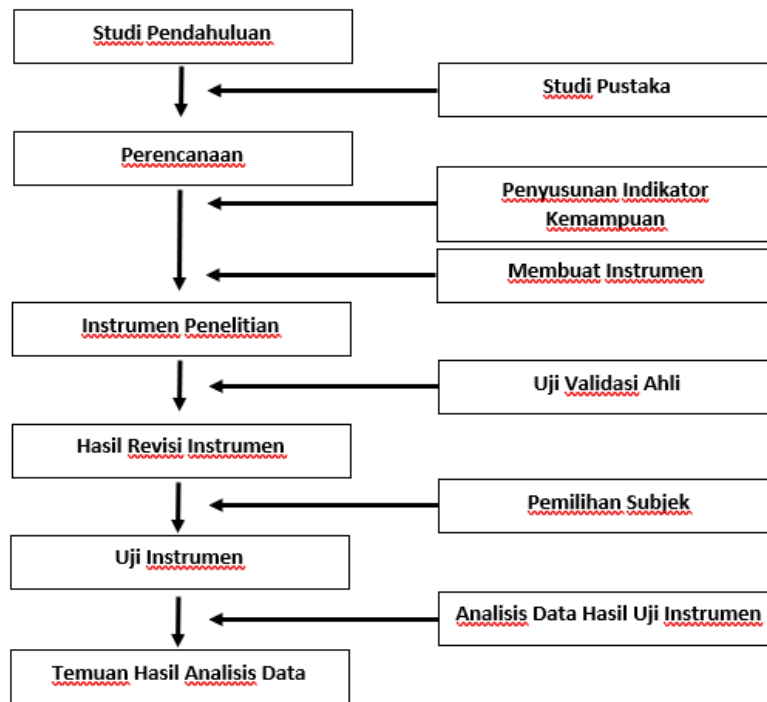 Studi Pendahuluan
Studi Pustaka
Perencanaan
Penyusunan Indikator
Kemampuan
Membuat Instrumen
Instrumen Penelitian
Uji Validasi Ahli
Hasil Revisi Instrumen
Pemilihan Subjek
Uji Instrumen
Analisis Data Hasil Uji Instrumen
Temuan Hasil Analisis Data